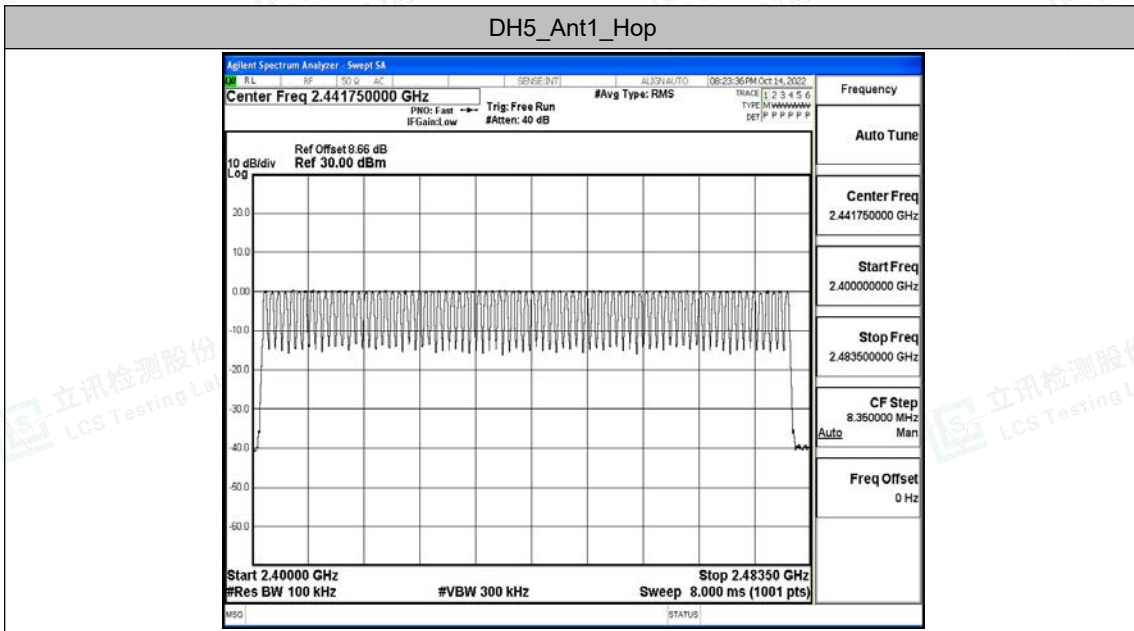 DH5_Ant1_Hop
Agilent Spectrum Analyzer - Swept SA
RL RF 50 Ω AC SENSE:INT ALIGNAUTO 08:23:36 PM Oct 14, 2022
Center Freq 2.441750000 GHz #Avg Type: RMS TRACE 1 2 3 4 5 6
PNO: Fast Trig: Free Run TYPE M
IFGain:Low #Atten: 40 dB DET P P P P P P
Ref Offset 8.66 dB
10 dB/div Ref 30.00 dBm
Log
20.0
10.0
0.00
-10.0
-20.0
-30.0
-40.0
-50.0
-60.0
Start 2.40000 GHz Stop 2.48350 GHz
#Res BW 100 kHz #VBW 300 kHz Sweep 8.000 ms (1001 pts)
MSG STATUS
Frequency
Auto Tune
Center Freq
2.441750000 GHz
Start Freq
2.400000000 GHz
Stop Freq
2.483500000 GHz
CF Step
8.350000 MHz
Auto Man
Freq Offset
0 Hz
立讯检测股份
LCS Testing Lab
立讯检测股份
LCS Testing L